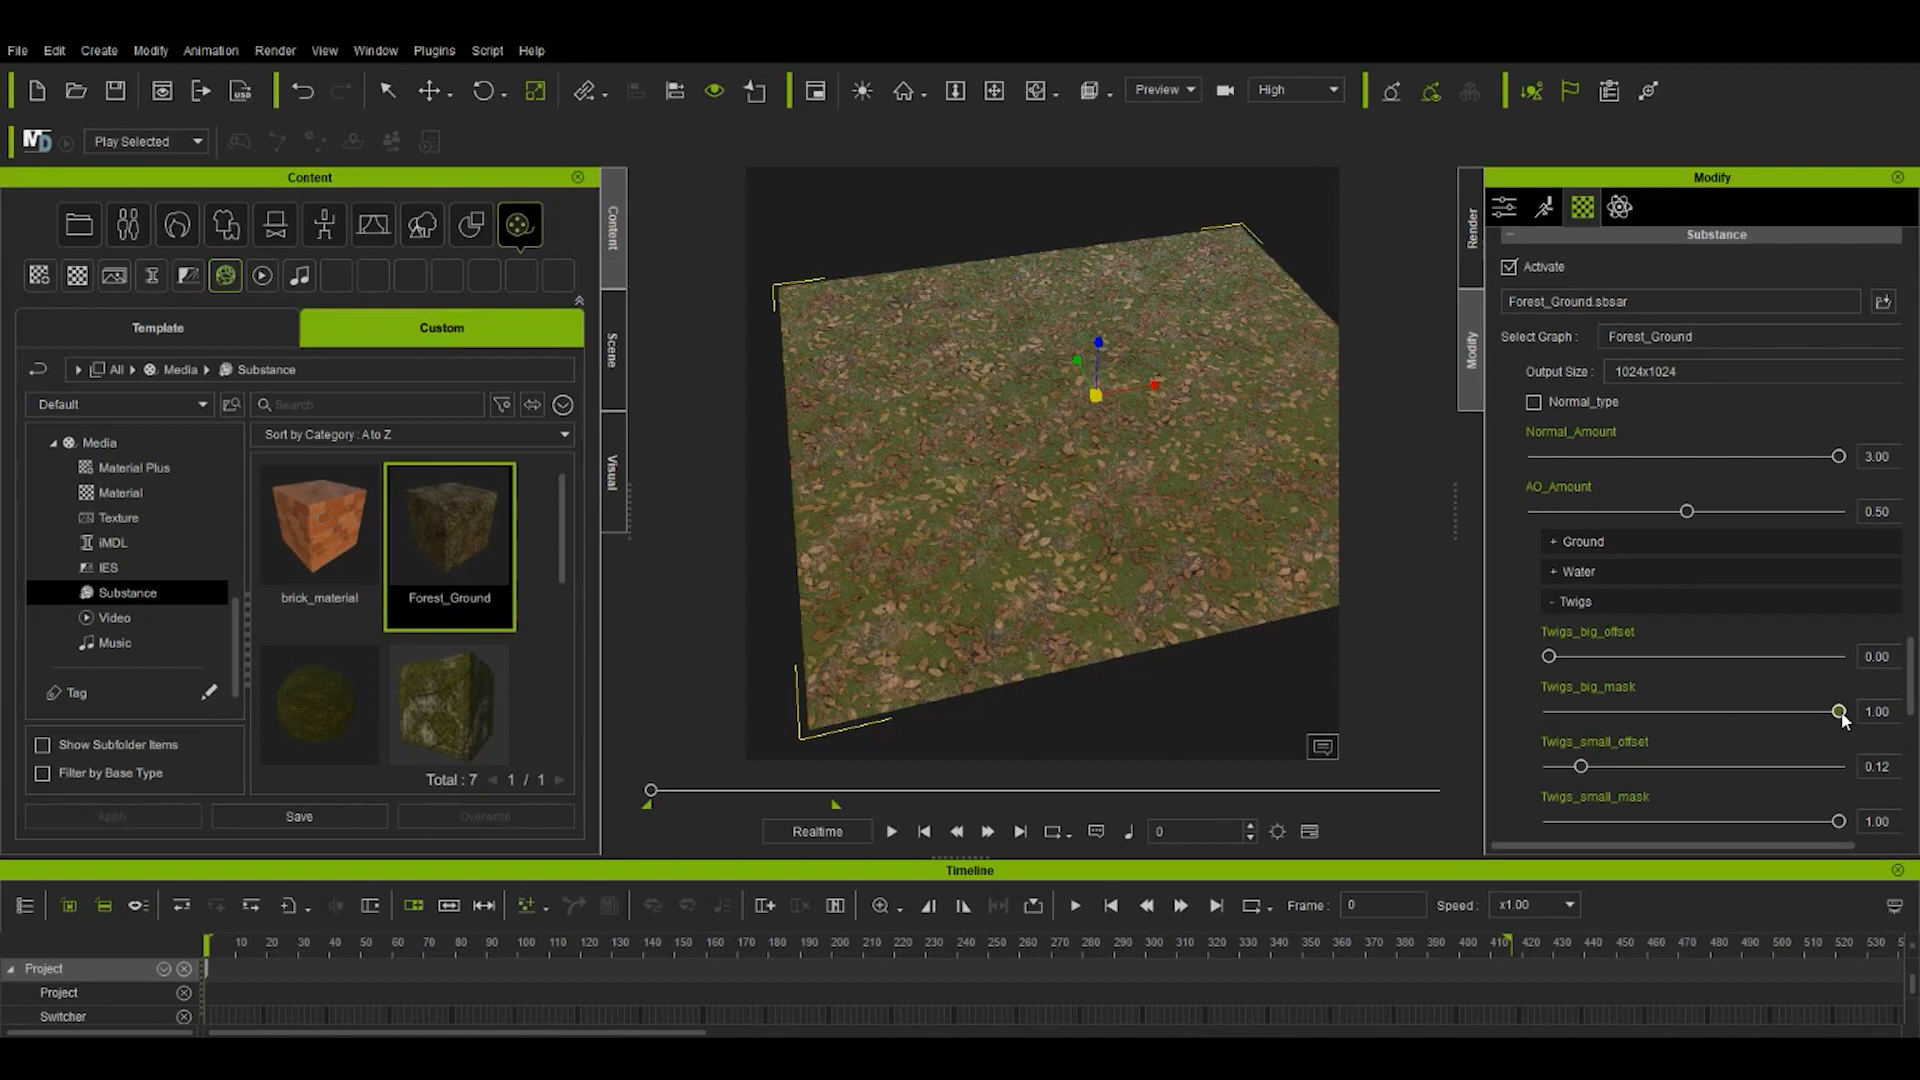 File Edit Create Modify Animation Render View Window Plugins Script Help
USD
Preview
High
MD Play Selected
Content
Content
Scene
Visual
Template
Custom
All Media Substance
Default
Search
Sort by Category : A to Z
Media
Material Plus
Material
Texture
iMDL
IES
Substance
Video
Music
Tag
brick_material
Forest_Ground
Show Subfolder Items
Filter by Base Type
Total : 7 1 / 1
Apply
Save
Overwrite
Realtime
0
Render
Modify
Modify
Substance
Activate
Forest_Ground.sbsar
Select Graph : Forest_Ground
Output Size : 1024x1024
Normal_type
Normal_Amount
3.00
AO_Amount
0.50
+ Ground
+ Water
- Twigs
Twigs_big_offset
0.00
Twigs_big_mask
1.00
Twigs_small_offset
0.12
Twigs_small_mask
1.00
Timeline
Frame : 0 Speed : x1.00
10 20 30 40 50 60 70 80 90 100 110 120 130 140 150 160 170 180 190 200 210 220 230 240 250 260 270 280 290 300 310 320 330 340 350 360 370 380 390 400 410 420 430 440 450 460 470 480 490 500 510 520 530 5
Project
Project
Switcher